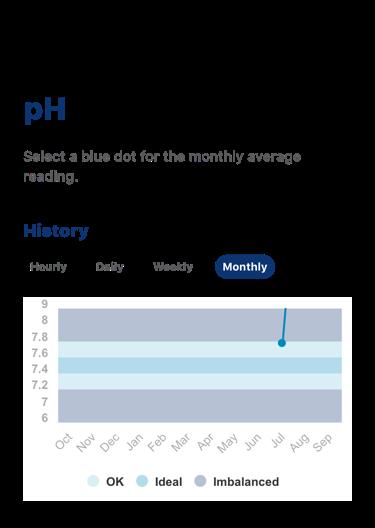 pH
Select a blue dot for the monthly average
reading.
History
Hourly Daily Weekly Monthly
9
8
7.8
7.6
7.4
7.2
7
6
Oct Nov Dec Jan Feb Mar Apr May Jun Jul Aug Sep
OK Ideal Imbalanced